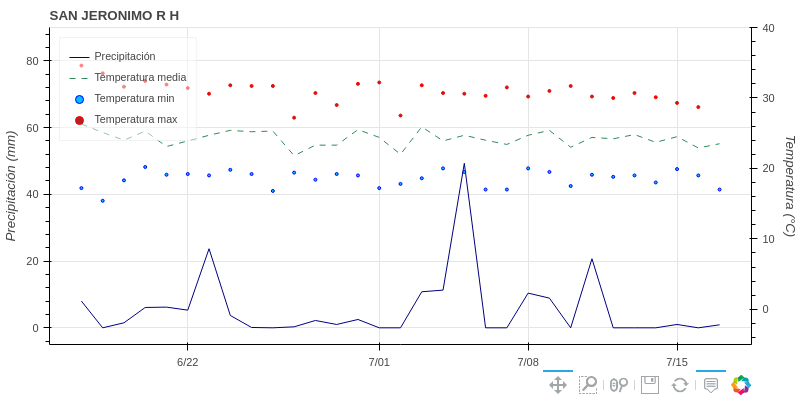 SAN JERONIMO R H
Precipitación
Temperatura media
Temperatura min
Temperatura max
Precipitación (mm)
80
60
40
20
0
Temperature (°C)
40
30
20
10
0
6/22
7/01
7/08
7/15